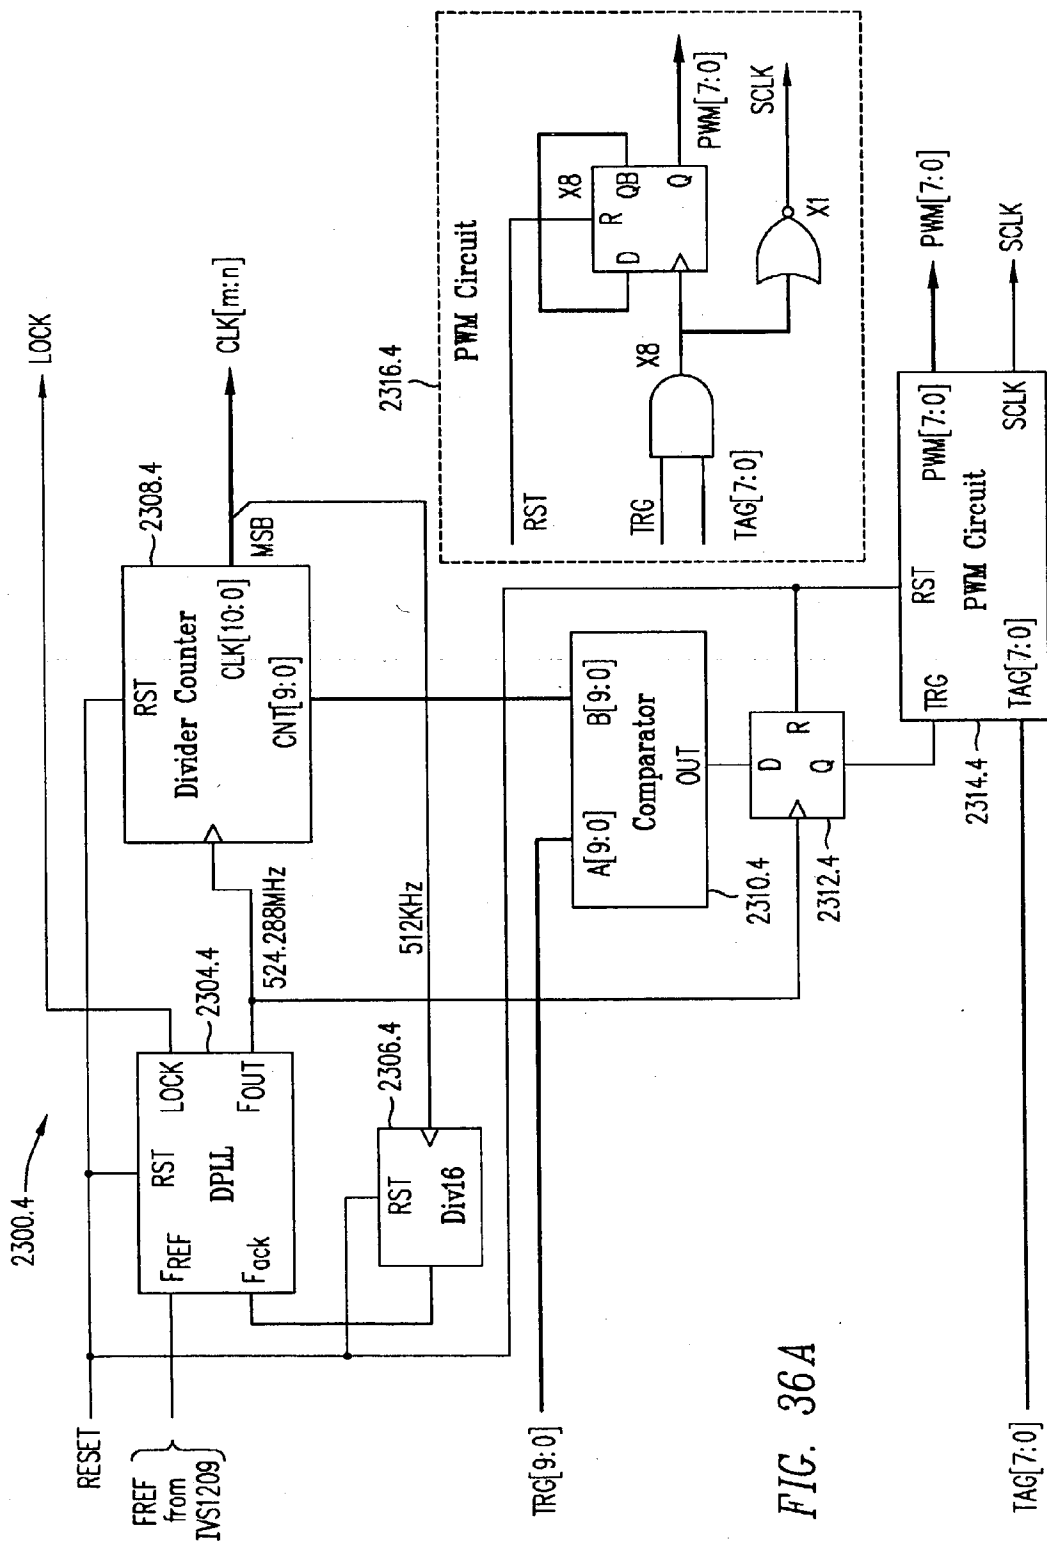 2300.4
LOCK
RESET
FREF
from
IVS1209
FREF
RST
LOCK
DPLL
Fack
FOUT
2304.4
524.288MHz
RST
Divider Counter
CLK[10:0]
CNT[9:0]
2308.4
MSB
CLK[m:n]
RST
Div16
2306.4
512KHz
TRG[9:0]
A[9:0]
B[9:0]
Comparator
OUT
2310.4
D
R
Q
2312.4
2316.4
PWM Circuit
RST
X8
D
R
QB
Q
PWM[7:0]
TRG
TAG[7:0]
X8
SCLK
X1
TRG
RST
PWM[7:0]
PWM Circuit
TAG[7:0]
SCLK
2314.4
PWM[7:0]
SCLK
TAG[7:0]
FIG. 36A